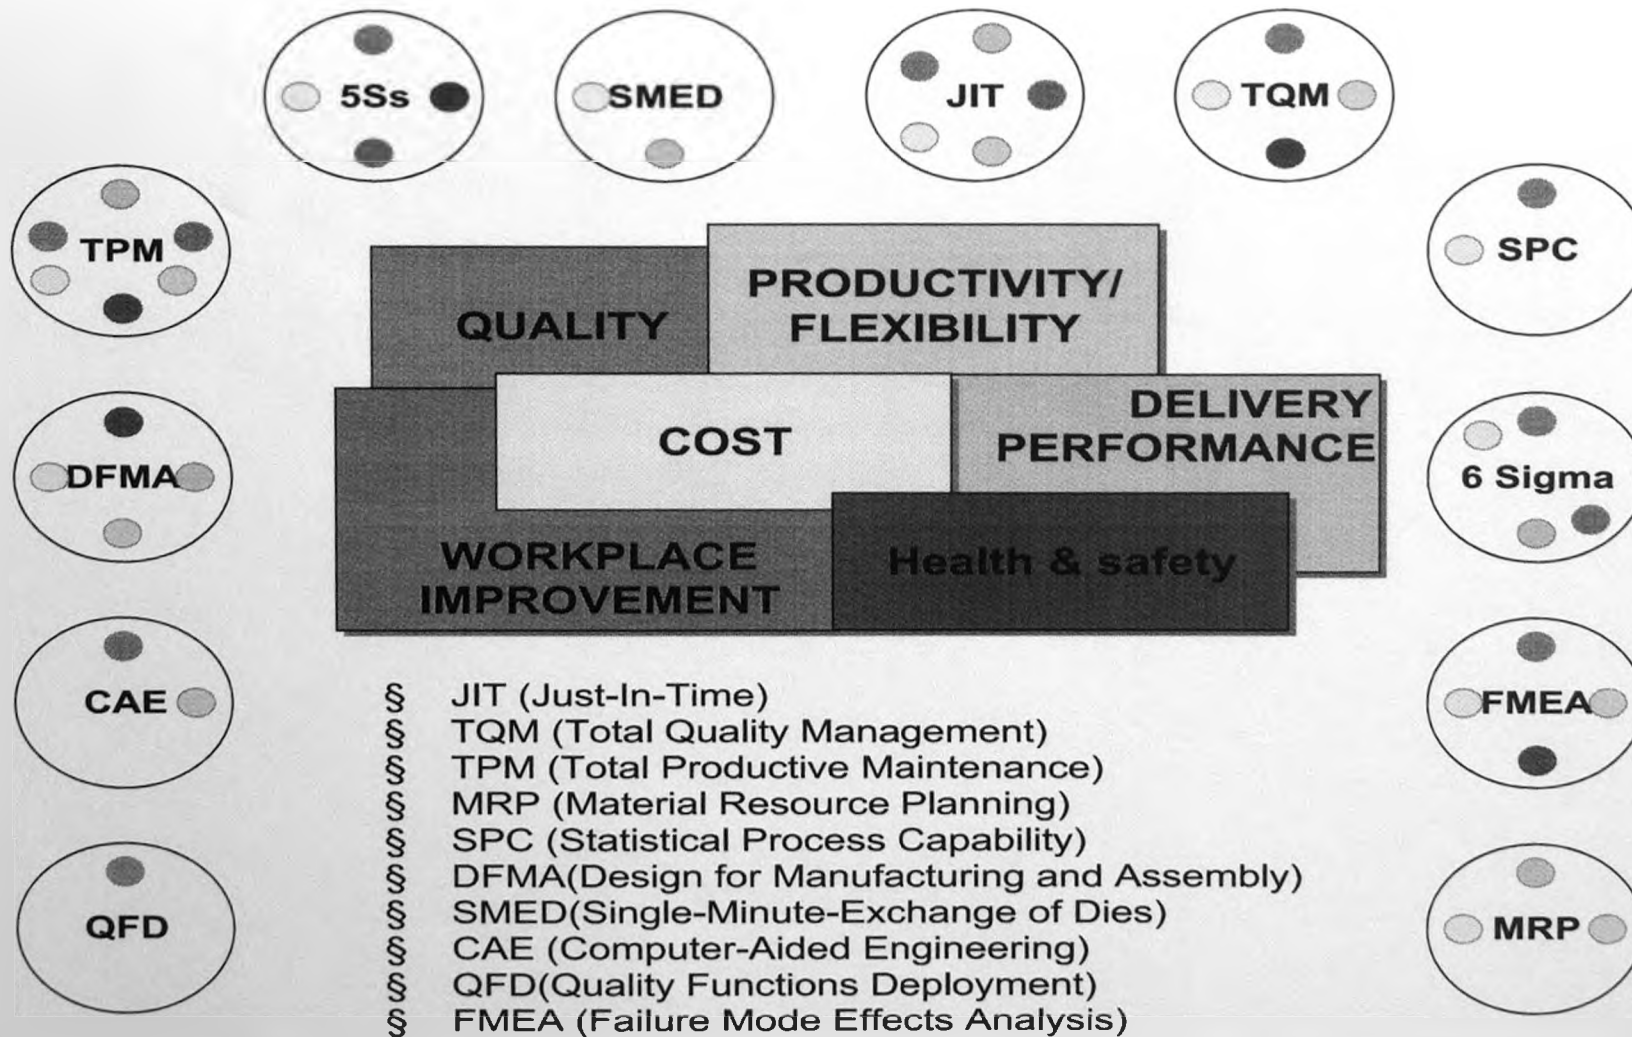 5Ss
SMED
JIT
TQM
TPM
SPC
QUALITY
PRODUCTIVITY/
FLEXIBILITY
DFMA
COST
DELIVERY
PERFORMANCE
6 Sigma
WORKPLACE
IMPROVEMENT
Health & safety
CAE
FMEA
QFD
MRP
§ JIT (Just-In-Time)
§ TQM (Total Quality Management)
§ TPM (Total Productive Maintenance)
§ MRP (Material Resource Planning)
§ SPC (Statistical Process Capability)
§ DFMA(Design for Manufacturing and Assembly)
§ SMED(Single-Minute-Exchange of Dies)
§ CAE (Computer-Aided Engineering)
§ QFD(Quality Functions Deployment)
§ FMEA (Failure Mode Effects Analysis)